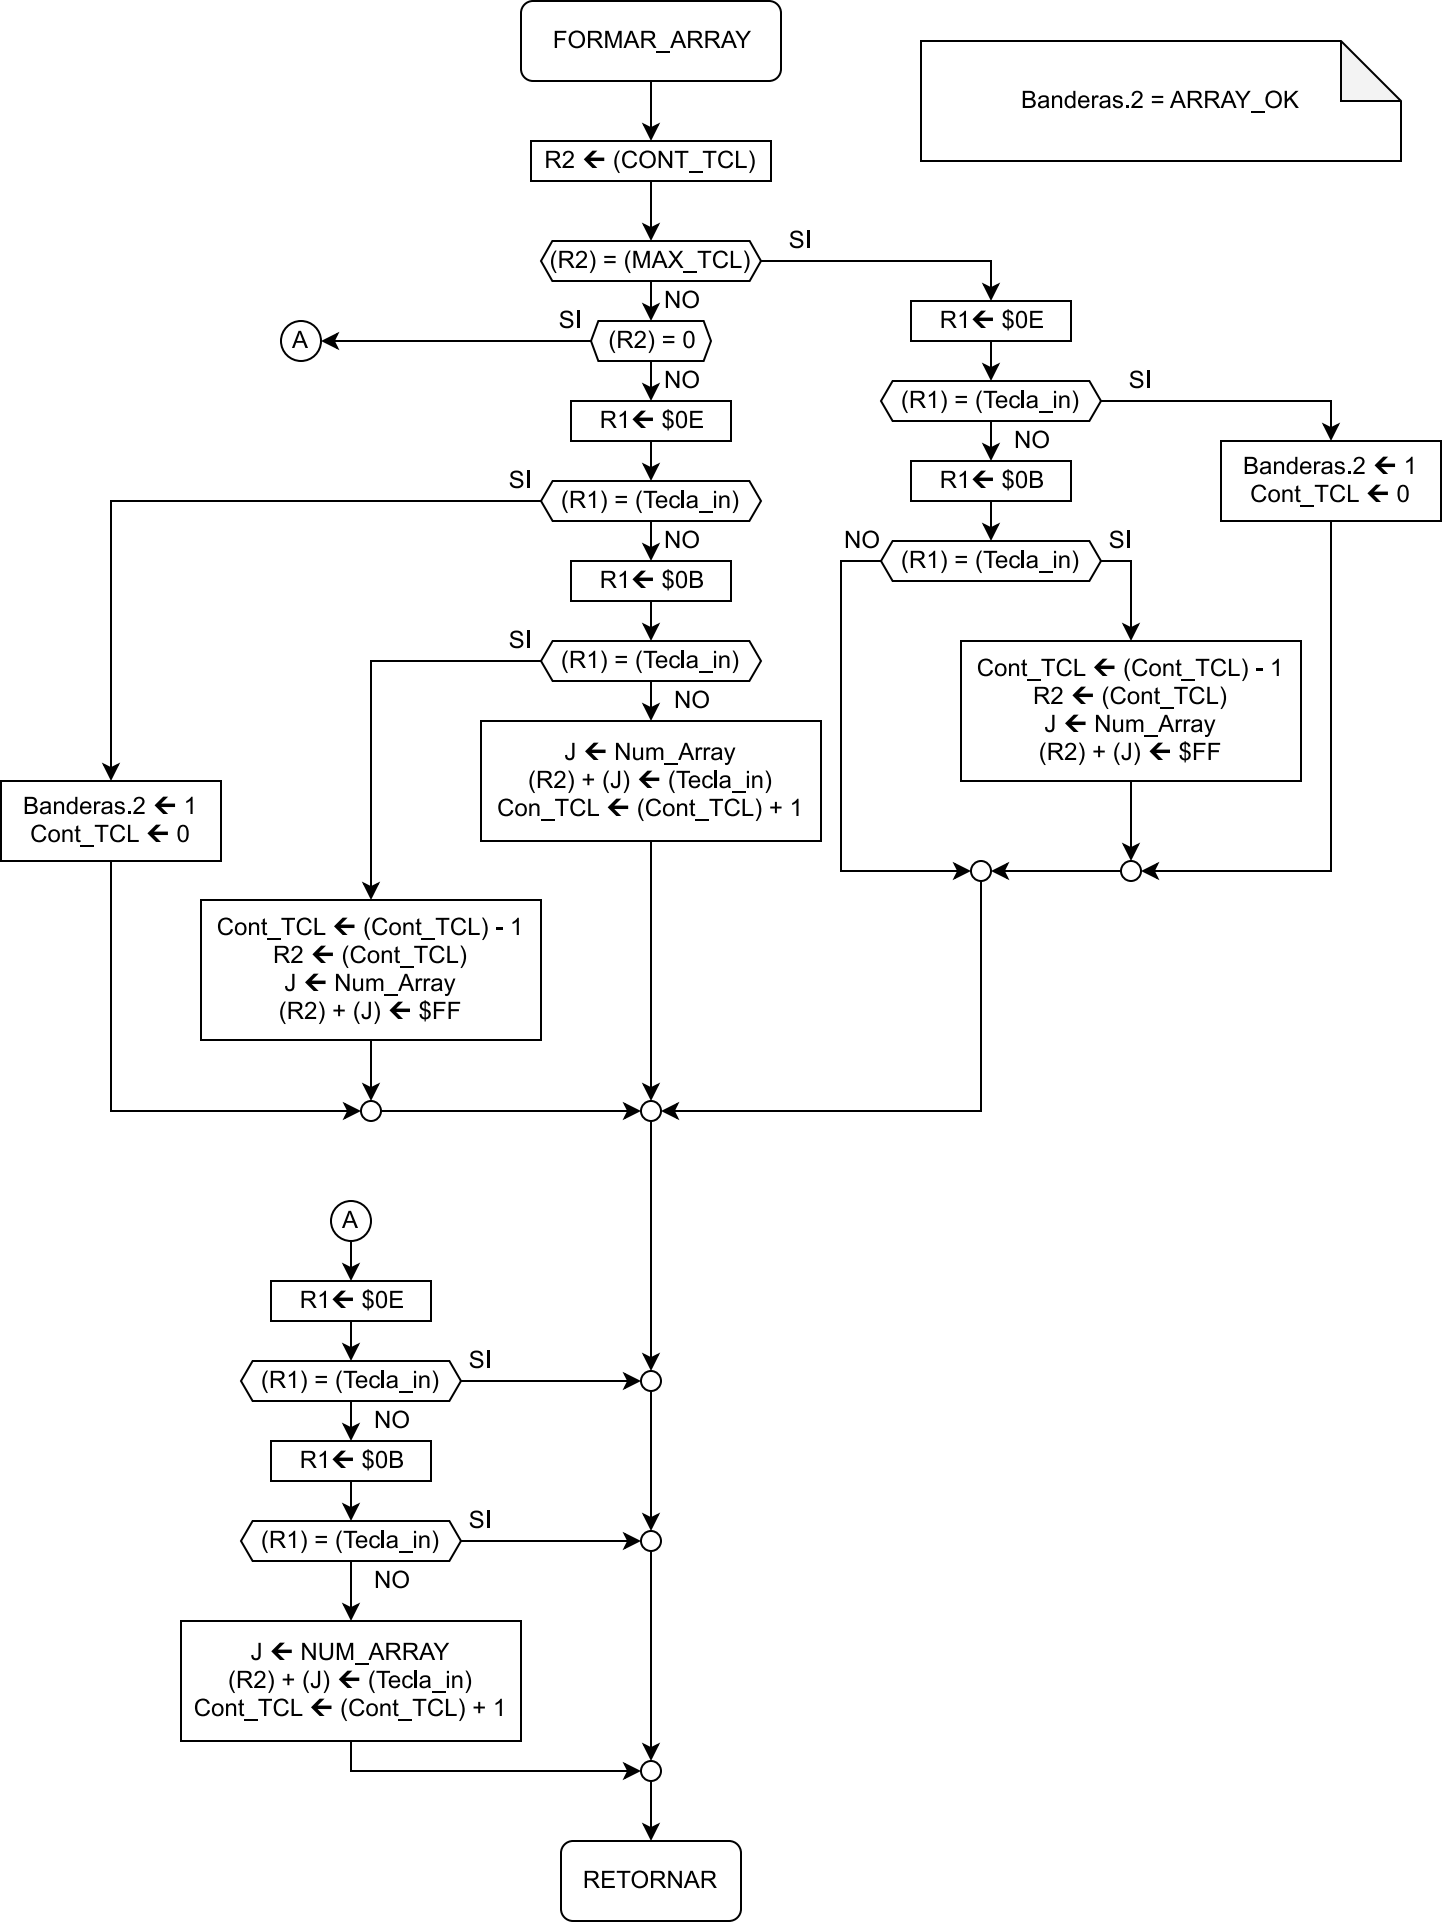 FORMAR_ARRAY
Banderas.2 = ARRAY_OK
R2 🡨 (CONT_TCL)
(R2) = (MAX_TCL)
SI
NO
R1🡨 $0E
(R1) = (Tecla_in)
SI
NO
Banderas.2 🡨 1
Cont_TCL 🡨 0
R1🡨 $0B
(R1) = (Tecla_in)
NO
SI
Cont_TCL 🡨 (Cont_TCL) - 1
R2 🡨 (Cont_TCL)
J 🡨 Num_Array
(R2) + (J) 🡨 $FF
(R2) = 0
SI
A
NO
R1🡨 $0E
(R1) = (Tecla_in)
SI
NO
R1🡨 $0B
(R1) = (Tecla_in)
SI
NO
J 🡨 Num_Array
(R2) + (J) 🡨 (Tecla_in)
Con_TCL 🡨 (Cont_TCL) + 1
Banderas.2 🡨 1
Cont_TCL 🡨 0
Cont_TCL 🡨 (Cont_TCL) - 1
R2 🡨 (Cont_TCL)
J 🡨 Num_Array
(R2) + (J) 🡨 $FF
A
R1🡨 $0E
(R1) = (Tecla_in)
SI
NO
R1🡨 $0B
(R1) = (Tecla_in)
SI
NO
J 🡨 NUM_ARRAY
(R2) + (J) 🡨 (Tecla_in)
Cont_TCL 🡨 (Cont_TCL) + 1
RETORNAR